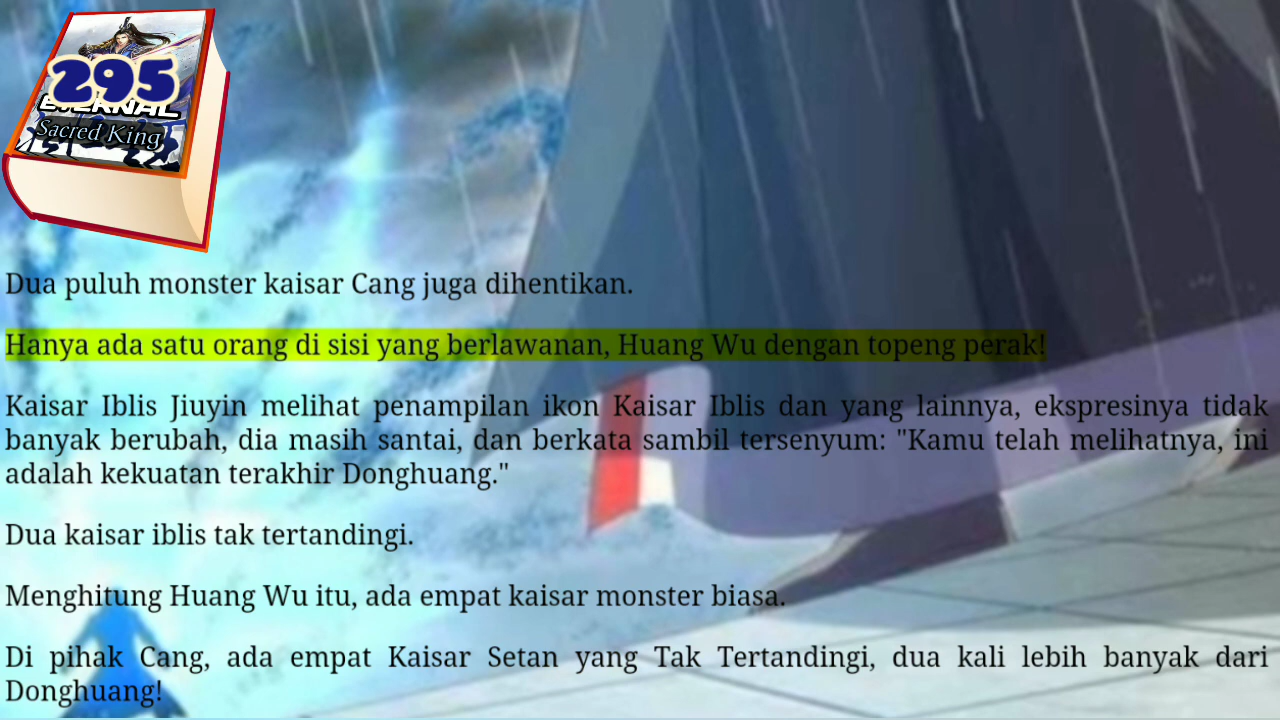 295
ETERNAL
Sacred King
Dua puluh monster kaisar Cang juga dihentikan.
Hanya ada satu orang di sisi yang berlawanan, Huang Wu dengan topeng perak!
Kaisar Iblis Jiuyin melihat penampilan ikon Kaisar Iblis dan yang lainnya, ekspresinya tidak
banyak berubah, dia masih santai, dan berkata sambil tersenyum: "Kamu telah melihatnya, ini
adalah kekuatan terakhir Donghuang."
Dua kaisar iblis tak tertandingi.
Menghitung Huang Wu itu, ada empat kaisar monster biasa.
Di pihak Cang, ada empat Kaisar Setan yang Tak Tertandingi, dua kali lebih banyak dari
Donghuang!